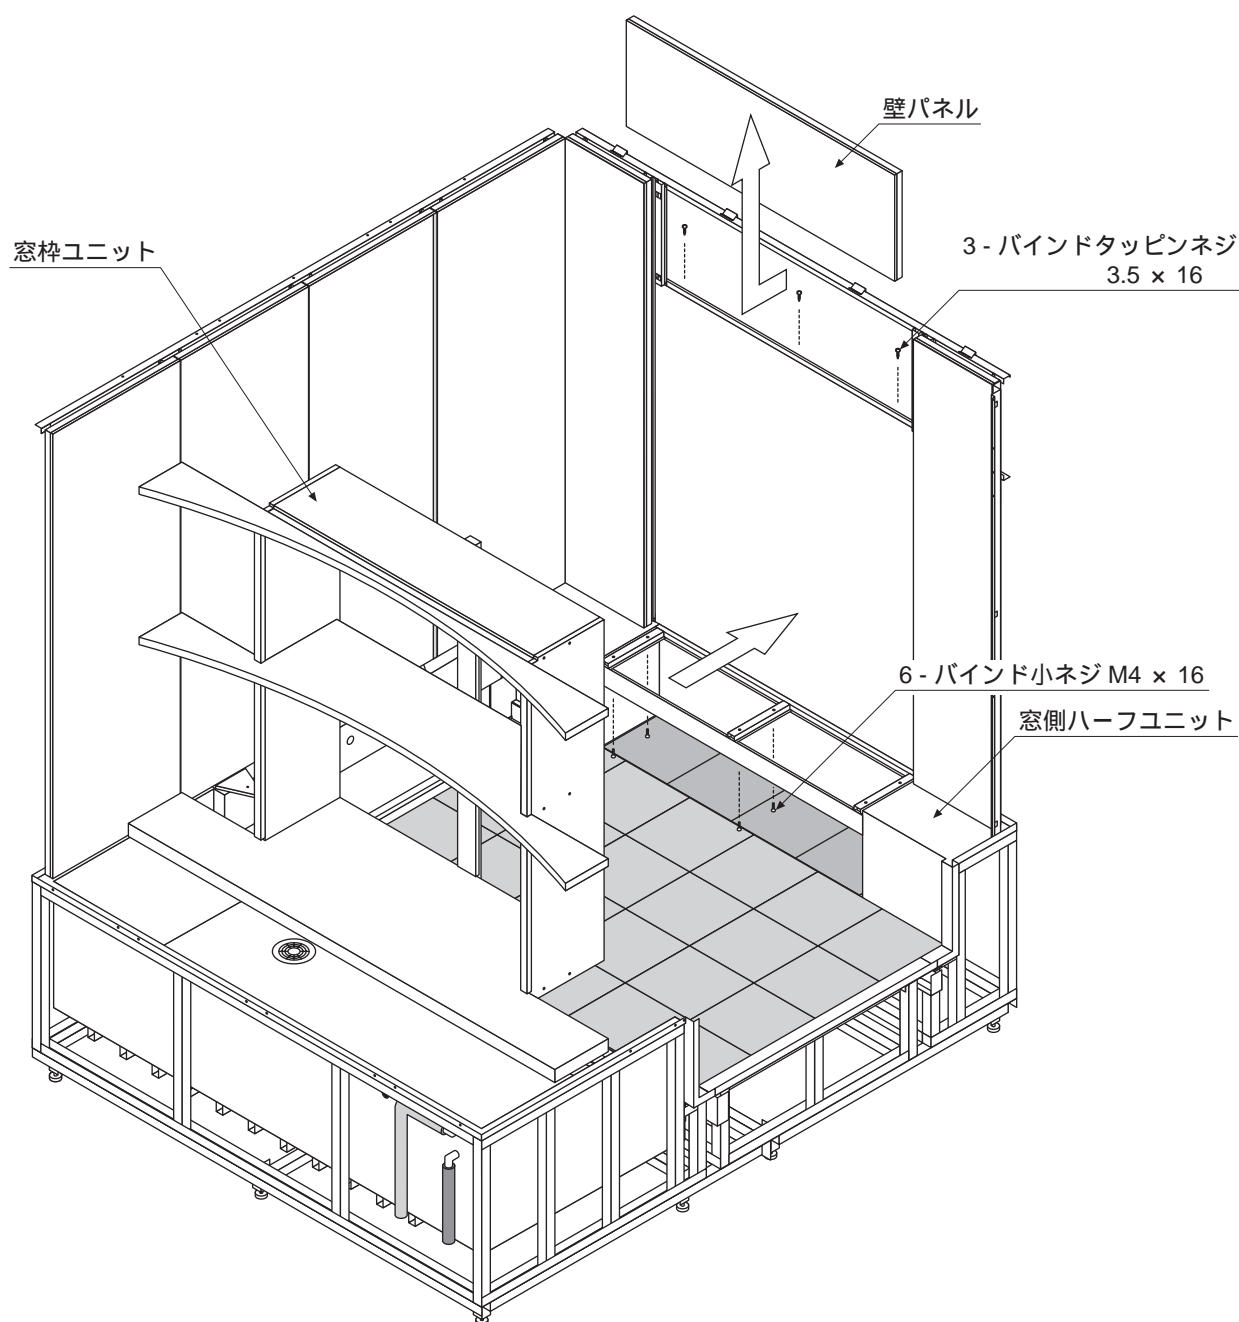 壁パネル
窓枠ユニット
3 - バインドタッピンネジ
3.5 × 16
6 - バインド小ネジ M4 × 16
窓側ハーフユニット